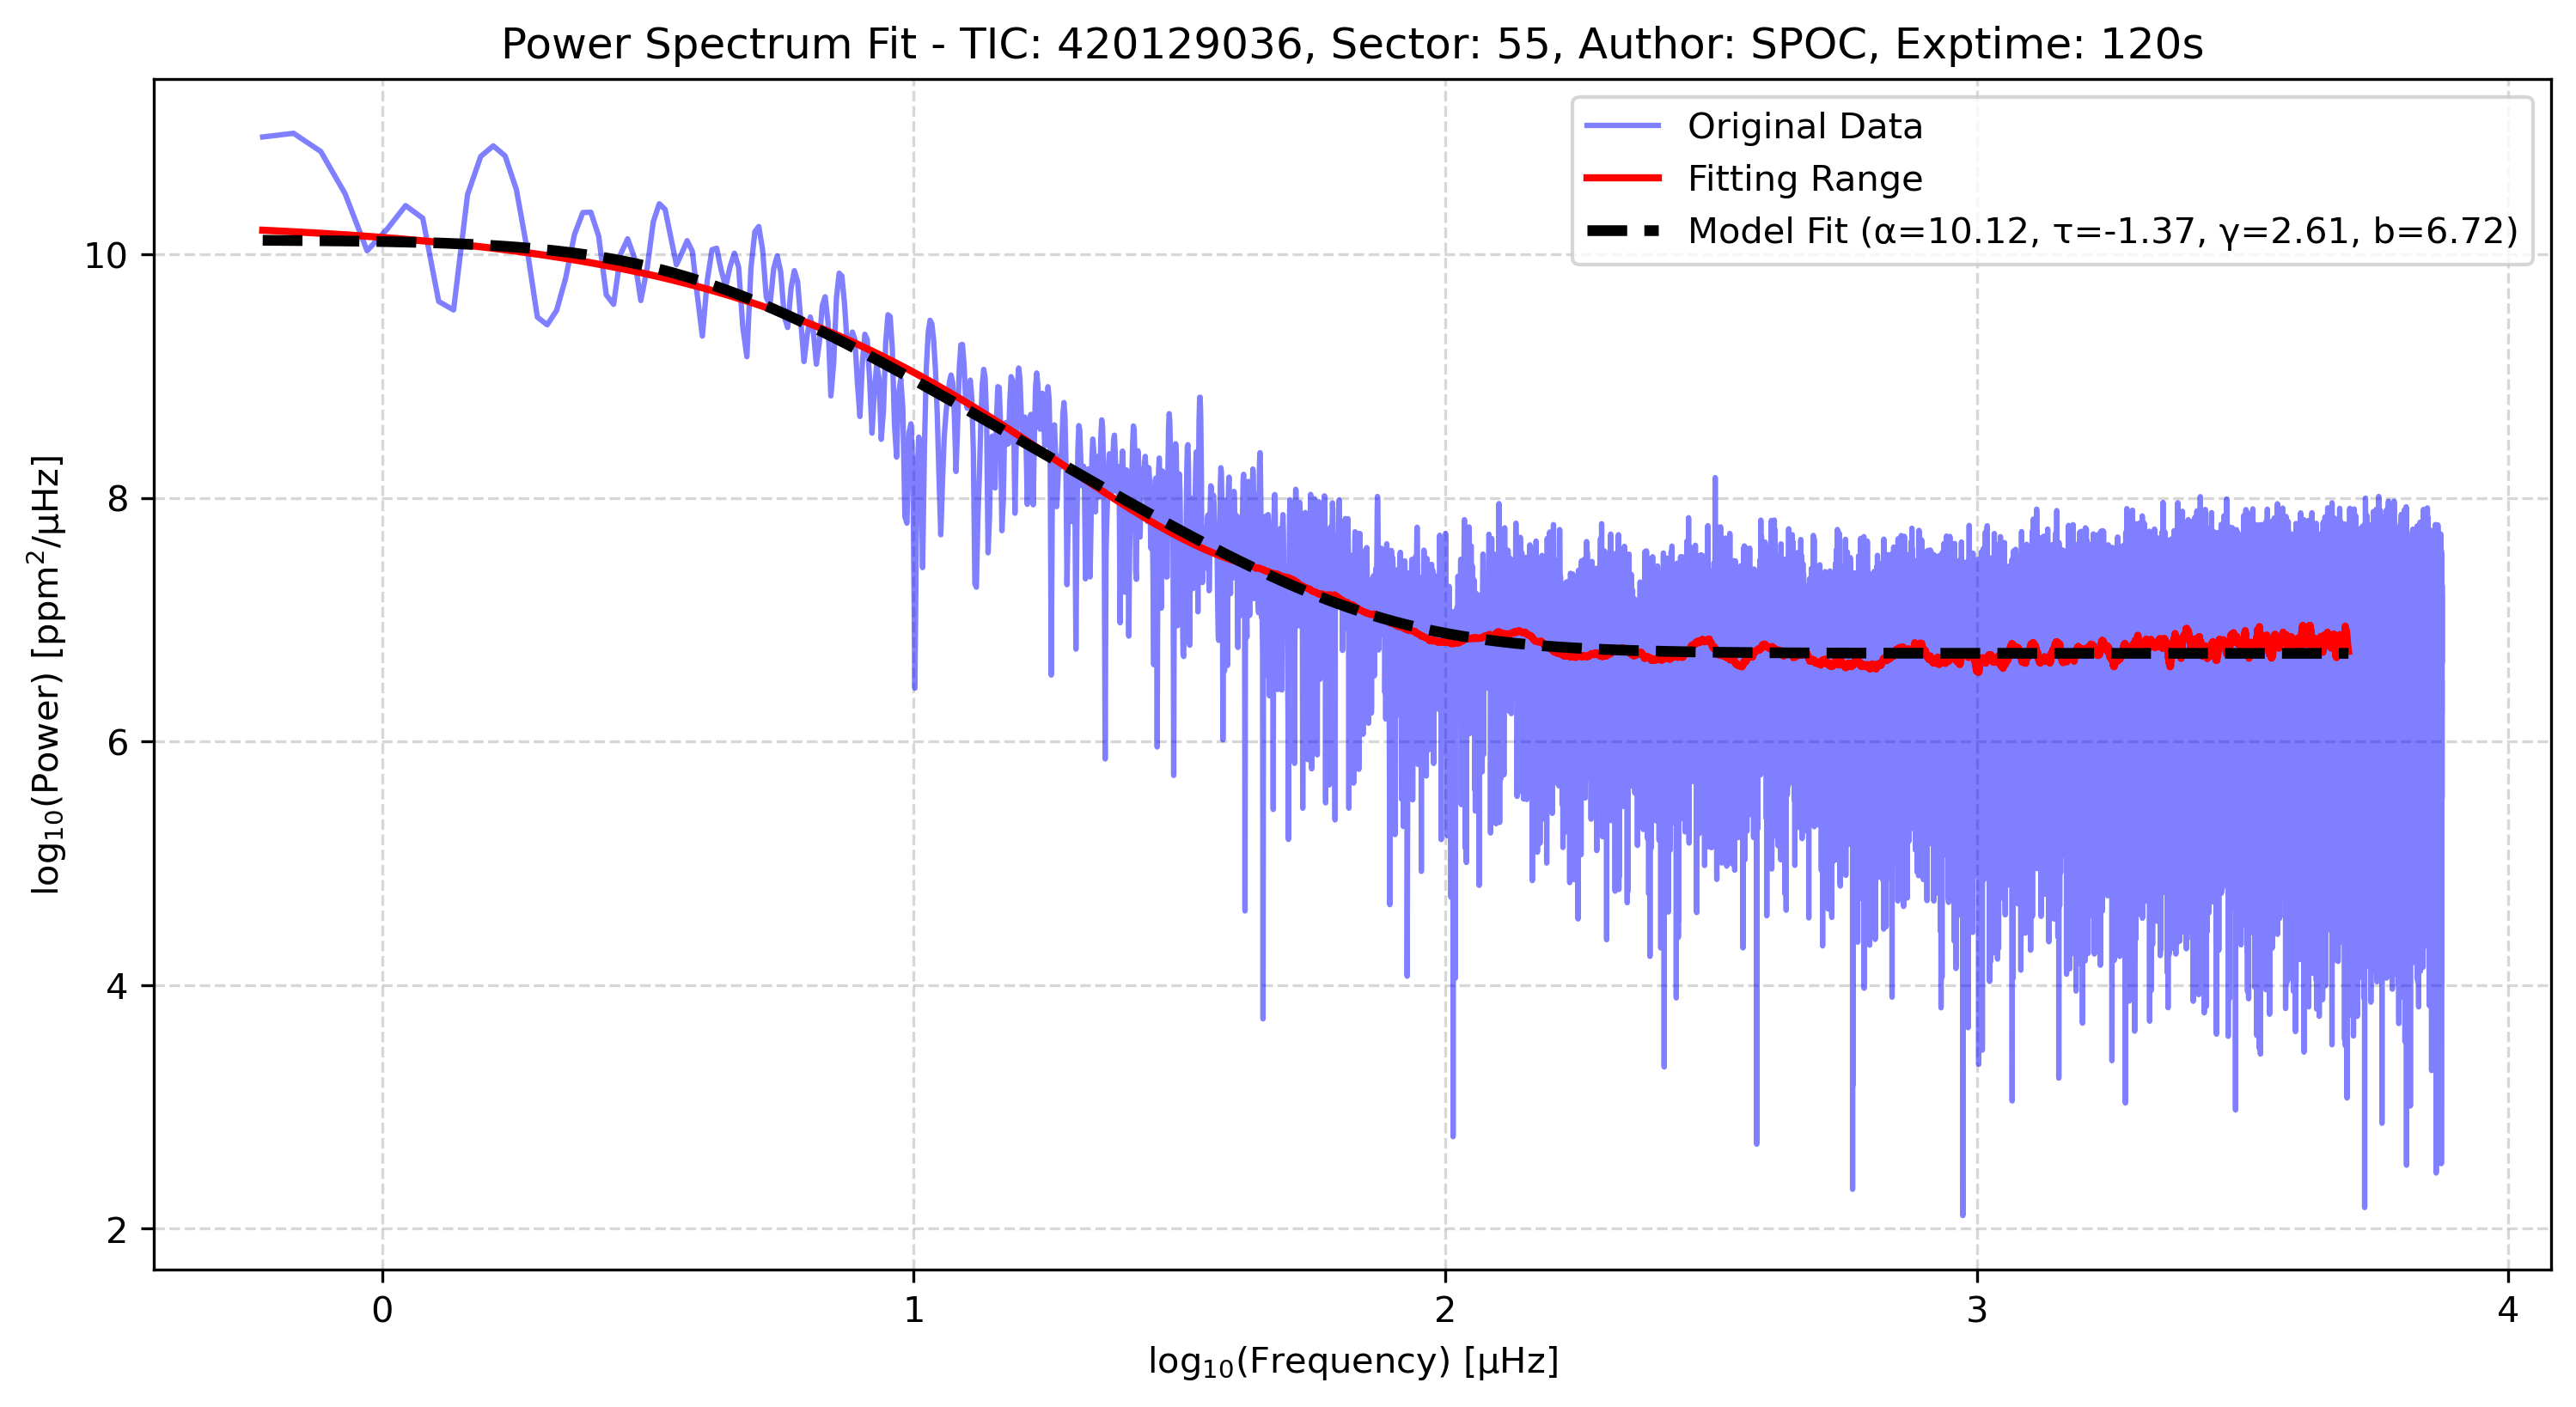 Power Spectrum Fit - TIC: 420129036, Sector: 55, Author: SPOC, Exptime: 120s
Original Data
Fitting Range
Model Fit (α=10.12, τ=-1.37, γ=2.61, b=6.72)
log₁₀(Power) [ppm²/μHz]
10
8
6
4
2
0 1 2 3 4
log₁₀(Frequency) [μHz]